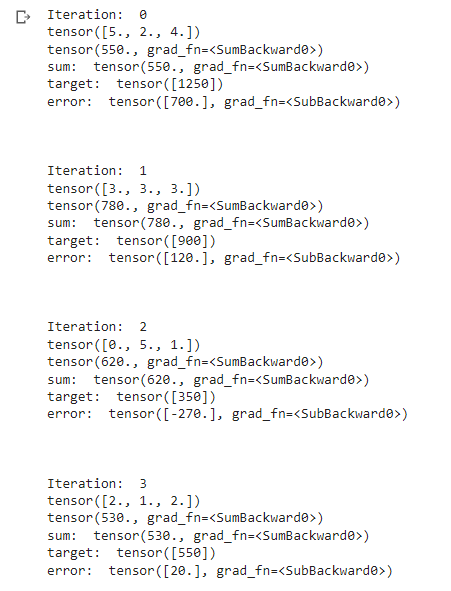 Iteration:  0
tensor([5., 2., 4.])
tensor(550., grad_fn=<SumBackward0>)
sum:  tensor(550., grad_fn=<SumBackward0>)
target:  tensor([1250])
error:  tensor([700.], grad_fn=<SubBackward0>)
Iteration:  1
tensor([3., 3., 3.])
tensor(780., grad_fn=<SumBackward0>)
sum:  tensor(780., grad_fn=<SumBackward0>)
target:  tensor([900])
error:  tensor([120.], grad_fn=<SubBackward0>)
Iteration:  2
tensor([0., 5., 1.])
tensor(620., grad_fn=<SumBackward0>)
sum:  tensor(620., grad_fn=<SumBackward0>)
target:  tensor([350])
error:  tensor([-270.], grad_fn=<SubBackward0>)
Iteration:  3
tensor([2., 1., 2.])
tensor(530., grad_fn=<SumBackward0>)
sum:  tensor(530., grad_fn=<SumBackward0>)
target:  tensor([550])
error:  tensor([20.], grad_fn=<SubBackward0>)